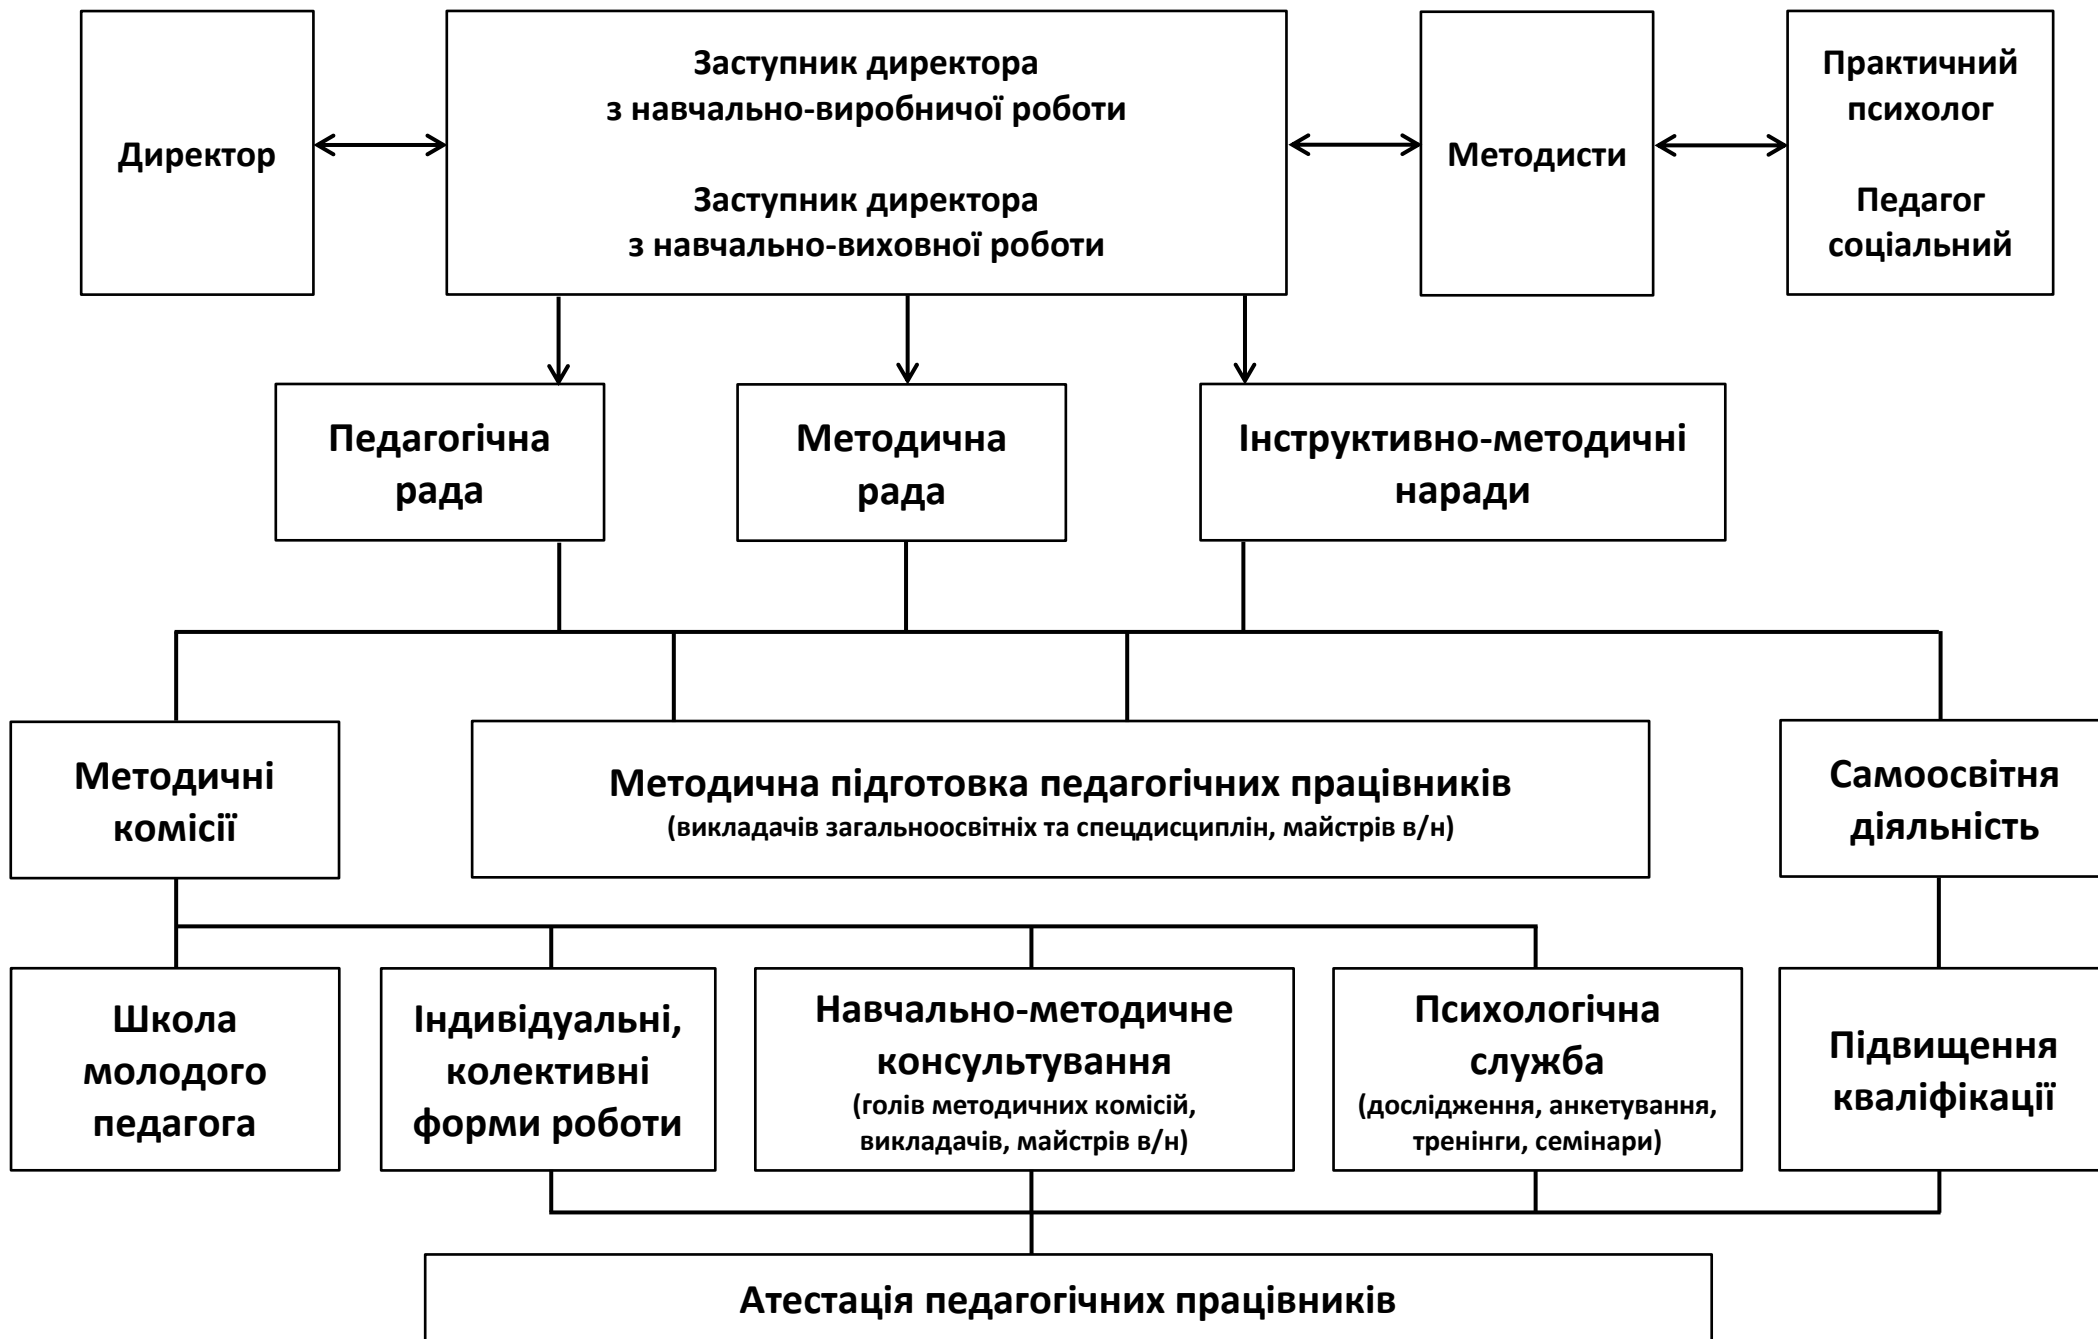 Директор
Заступник директора
з навчально-виробничої роботи
Заступник директора
з навчально-виховної роботи
Методисти
Практичний
психолог
Педагог
соціальний
Педагогічна
рада
Методична
рада
Інструктивно-методичні
наради
Методичні
комісії
Методична підготовка педагогічних працівників
(викладачів загальноосвітніх та спецдисциплін, майстрів в/н)
Самоосвітня
діяльність
Школа
молодого
педагога
Індивідуальні,
колективні
форми роботи
Навчально-методичне
консультування
(голів методичних комісій,
викладачів, майстрів в/н)
Психологічна
служба
(дослідження, анкетування,
тренінги, семінари)
Підвищення
кваліфікації
Атестація педагогічних працівників